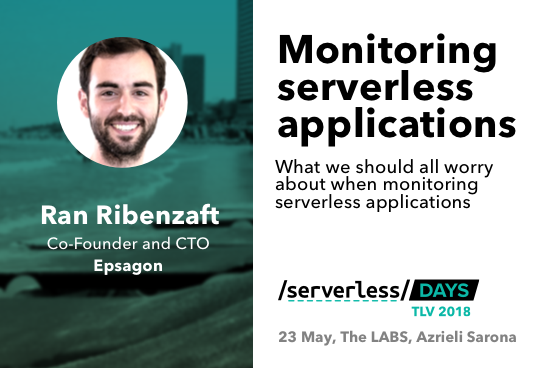 Ran Ribenzaft
Co-Founder and CTO
Epsagon
Monitoring
serverless
applications
What we should all worry
about when monitoring
serverless applications
/serverless/DAYS
TLV 2018
23 May, The LABS, Azrieli Sarona